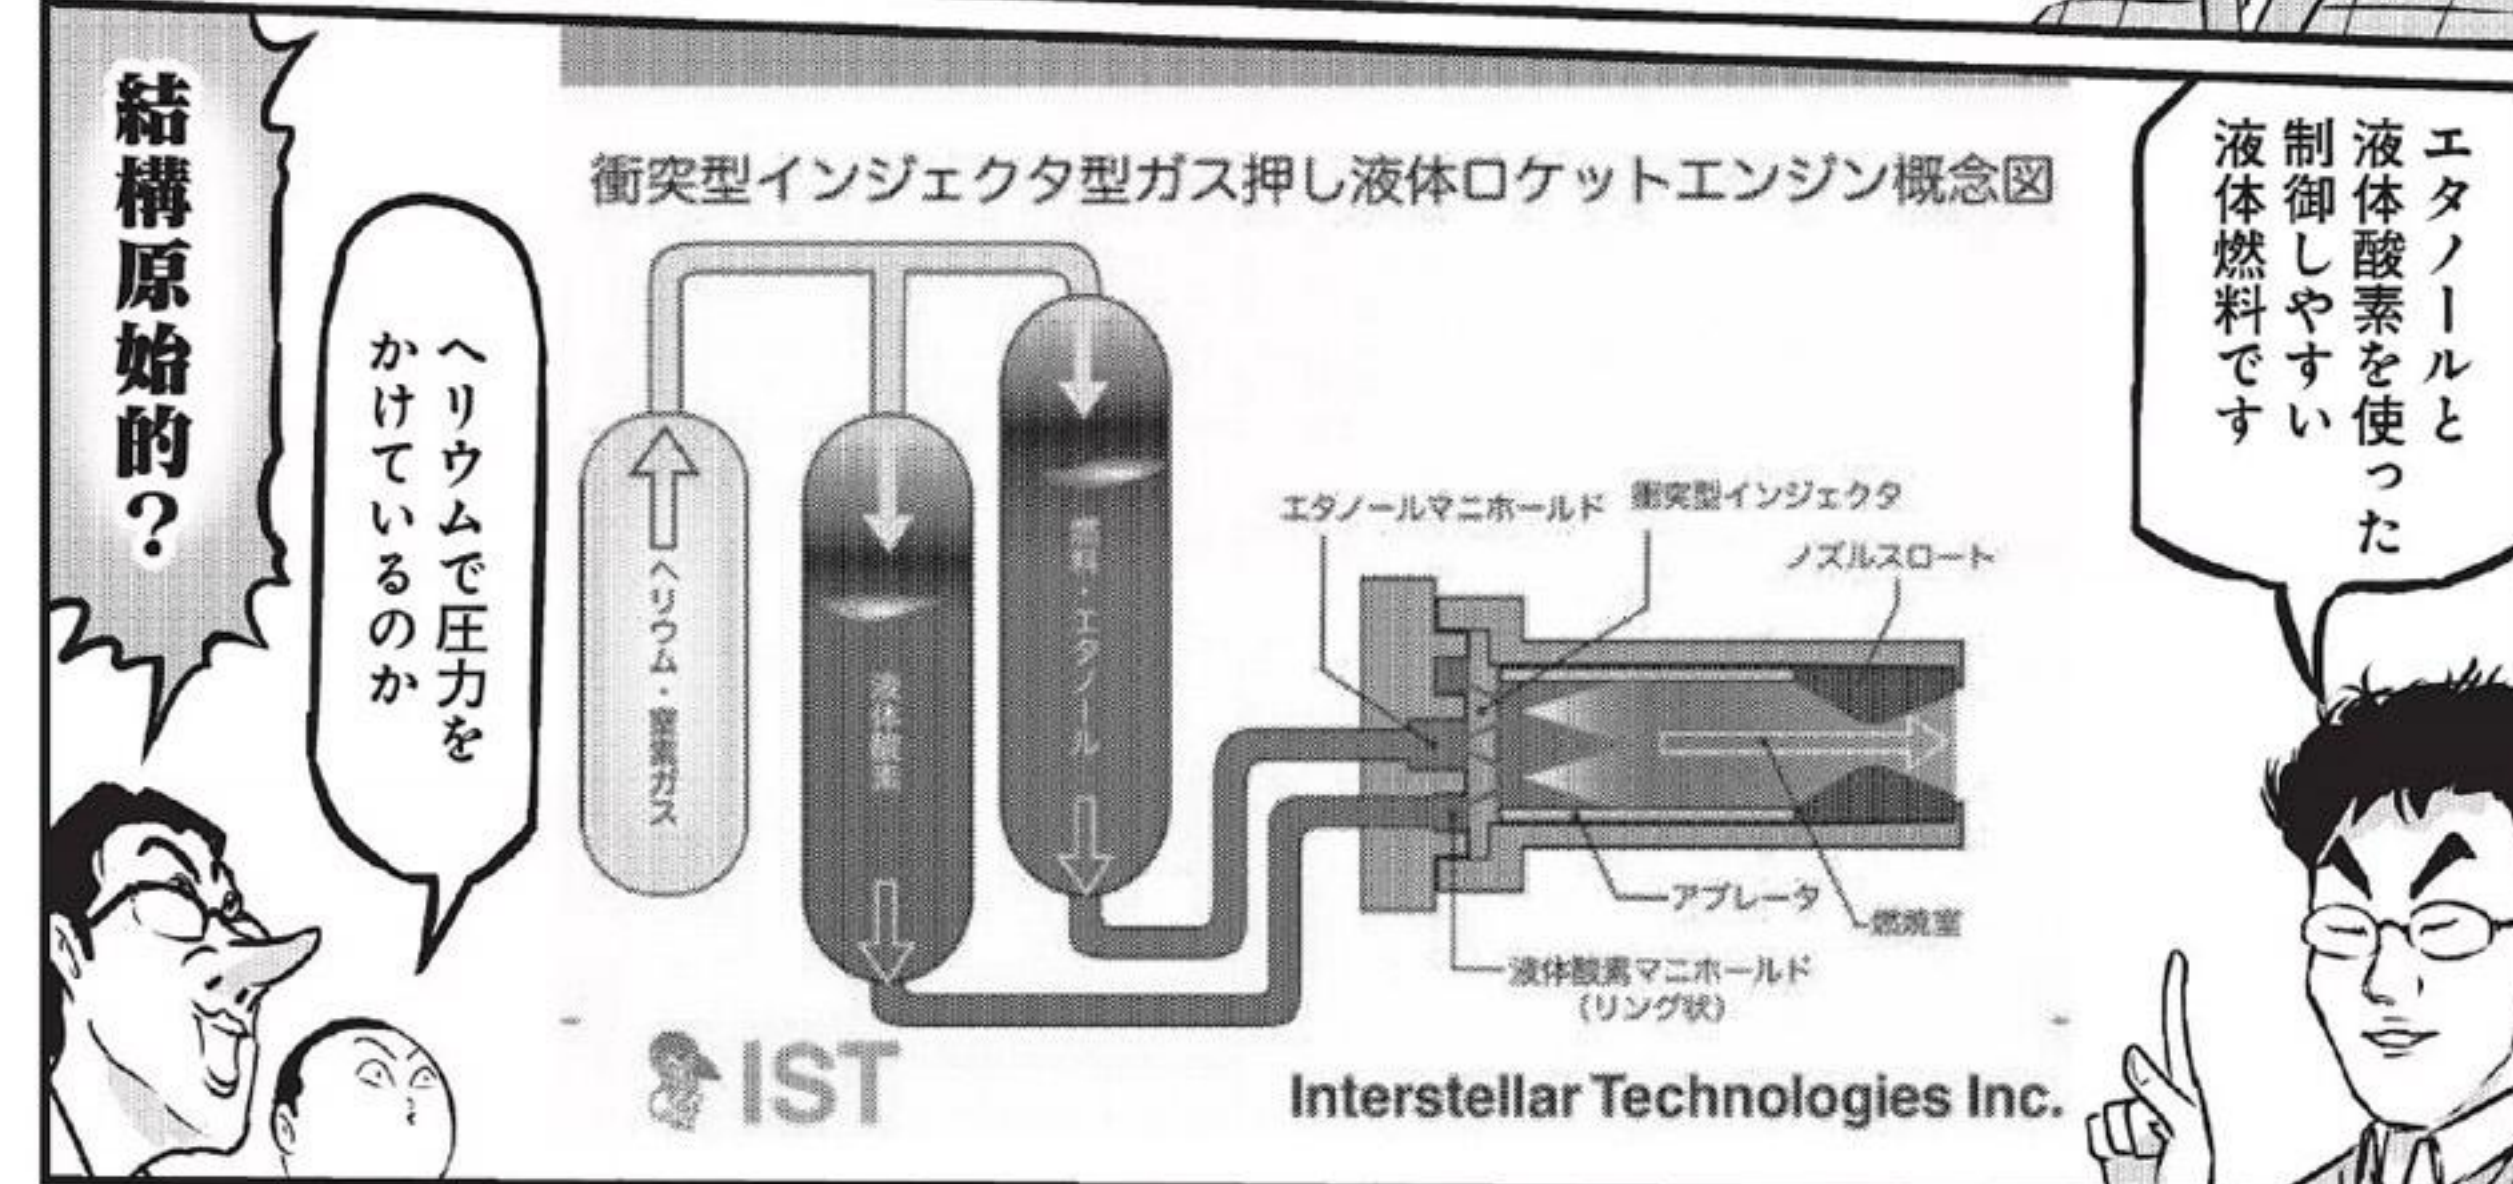 エタノールと
液体酸素を使った
制御しやすい
液体燃料です
衝突型インジェクタ型ガス押し液体ロケットエンジン概念図
ヘリウム・窒素ガス
液体酸素
燃料・エタノール
エタノールマニホールド
衝突型インジェクタ
ノズルスロート
アブレータ
燃焼室
液体酸素マニホールド
(リング状)
IST
Interstellar Technologies Inc.
ヘリウムで圧力を
かけているのか
結構原始的?